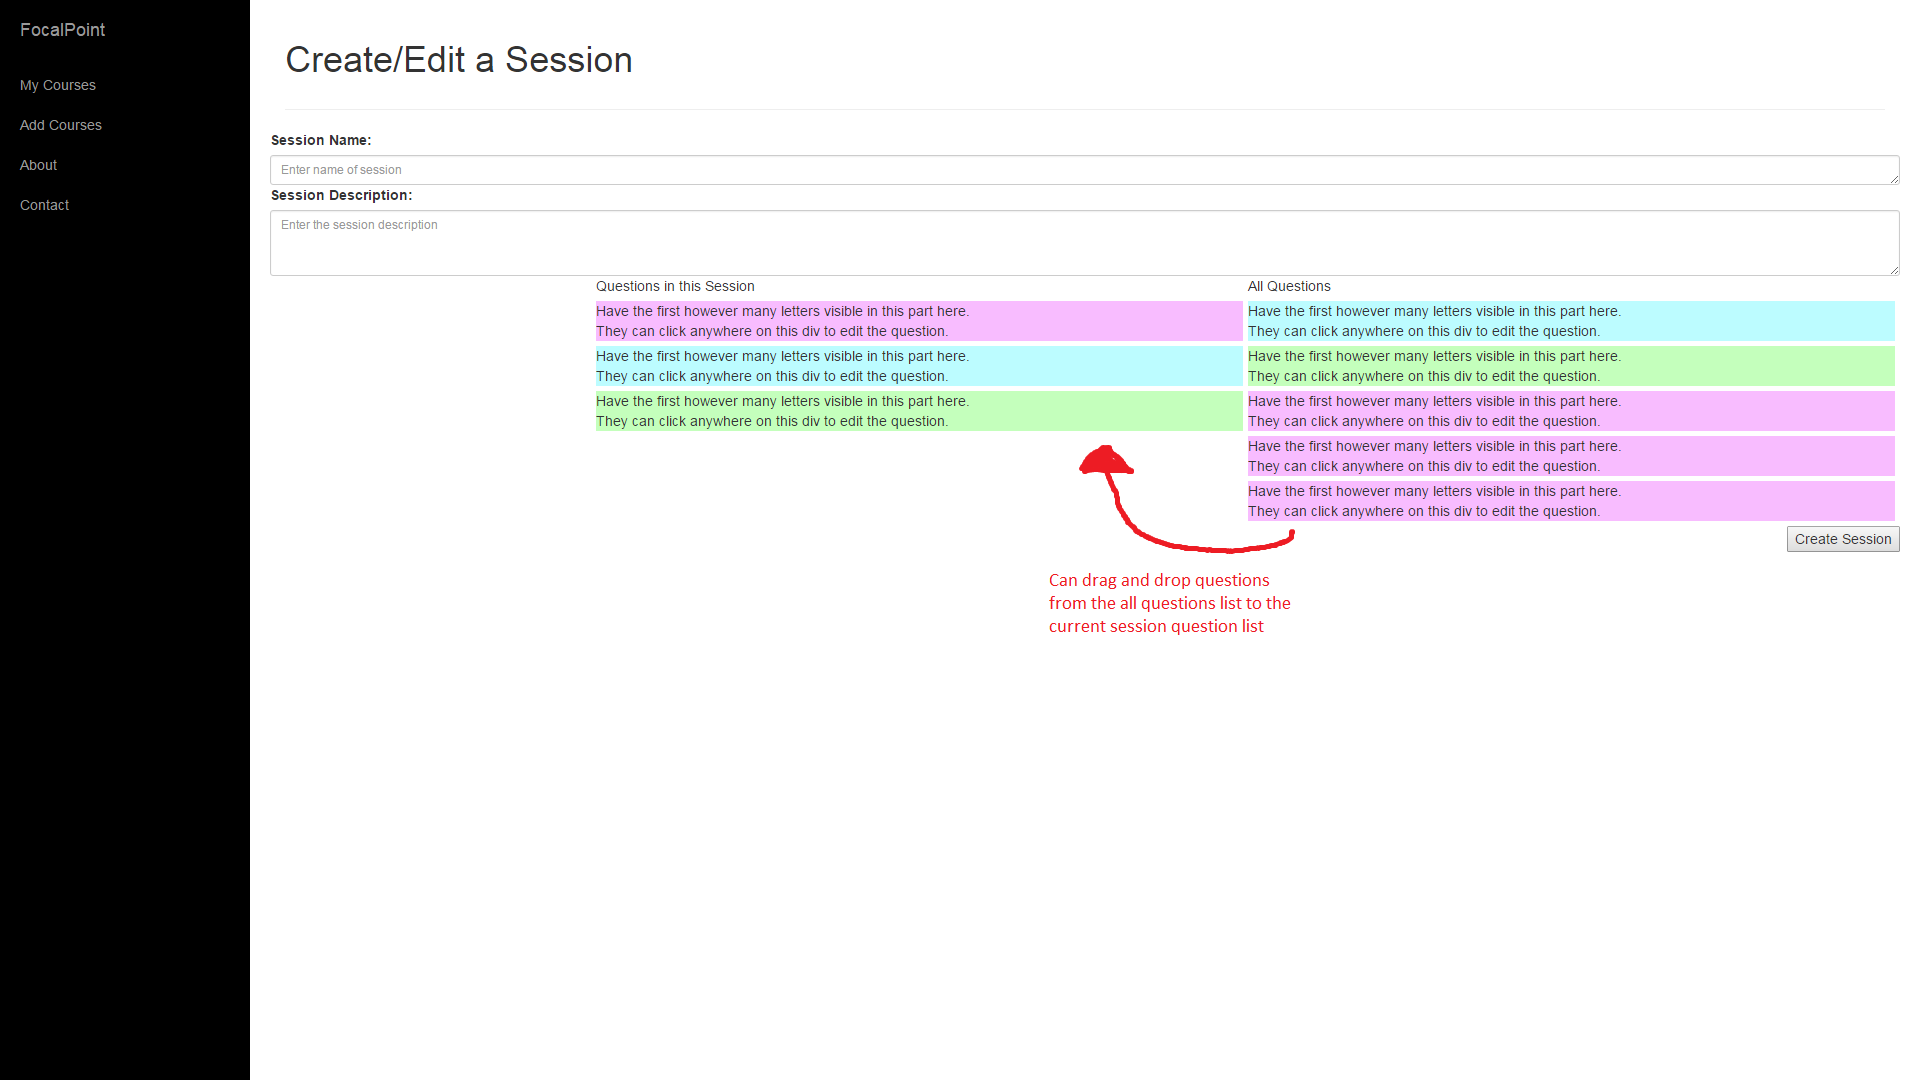 FocalPoint
My Courses
Add Courses
About
Contact
Create/Edit a Session
Session Name:
Enter name of session
Session Description:
Enter the session description
Questions in this Session
Have the first however many letters visible in this part here.
They can click anywhere on this div to edit the question.
Have the first however many letters visible in this part here.
They can click anywhere on this div to edit the question.
Have the first however many letters visible in this part here.
They can click anywhere on this div to edit the question.
All Questions
Have the first however many letters visible in this part here.
They can click anywhere on this div to edit the question.
Have the first however many letters visible in this part here.
They can click anywhere on this div to edit the question.
Have the first however many letters visible in this part here.
They can click anywhere on this div to edit the question.
Have the first however many letters visible in this part here.
They can click anywhere on this div to edit the question.
Have the first however many letters visible in this part here.
They can click anywhere on this div to edit the question.
Create Session
Can drag and drop questions
from the all questions list to the
current session question list